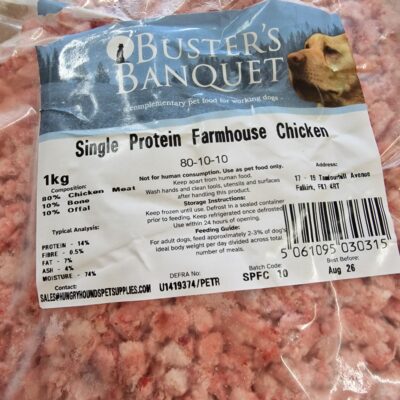 BUSTER'S
BANQUET
complementary pet food for working dogs
Single Protein Farmhouse Chicken
80-10-10
1kg
Composition:
80% Chicken Meat
10% Bone
10% Offal
Typical Analysis:
PROTEIN - 14%
FIBRE - 0.5%
FAT - 7%
ASH - 4%
MOISTURE - 74%
Contact:
SALES@HUNGRYHOUNDSPETSUPPLIES.COM
Not for human consumption. Use as pet food only.
Keep apart from human food.
Wash hands and clean tools, utensils and surfaces
after handling this product.
Storage Instructions:
Keep frozen until use. Defrost in a sealed container
prior to feeding. Keep refrigerated once defrosted
Use within 24 hours of opening.
Feeding Guide:
For adult dogs, feed approximately 2-3% of dog's
ideal body weight per day divided across total
number of meals.
DEFRA No:
U1419374/PETR
Batch Code
SPFC 10
Address:
17 - 19 Tamourhill Avenue
Falkirk, FK1 4RT
5 061095 030315
Best Before:
Aug 26